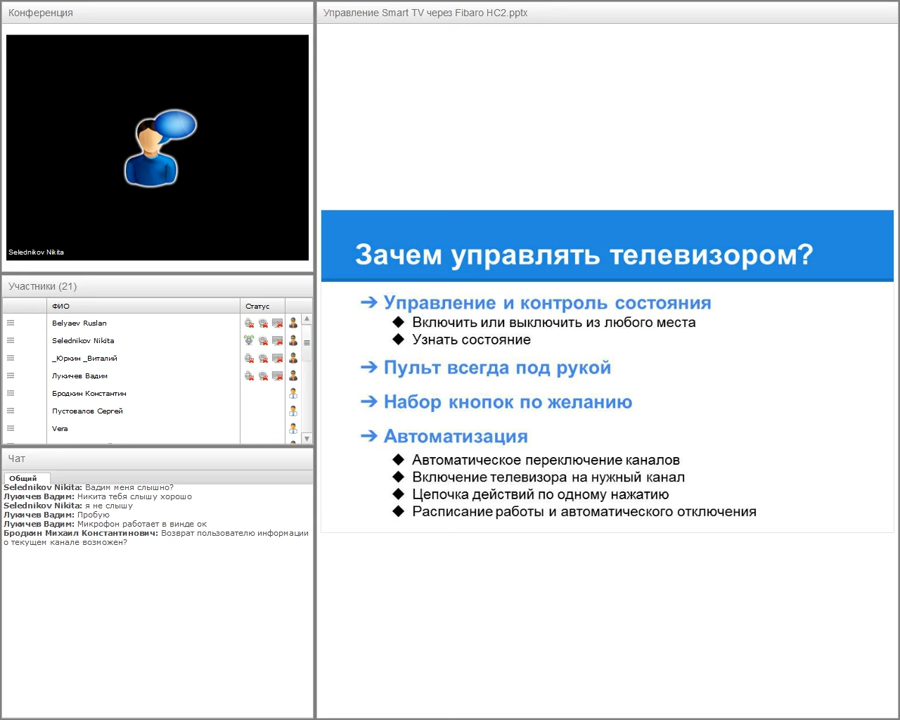 Конференция
Selednikov Nikita
Участники (21)
ФИО
Статус
Belyaev Ruslan
Selednikov Nikita
_Юркин _Виталий
Лукичев Вадим
Бродкин Константин
Пустовалов Сергей
Vera
Чат
Общий
Selednikov Nikita: Вадим меня слышно?
Лукичев Вадим: Никита тебя слышу хорошо
Selednikov Nikita: я не слышу
Лукичев Вадим: Пробую
Лукичев Вадим: Микрофон работает в винде ок
Бродкин Михаил Константинович: Возврат пользователю информации
о текущем канале возможен?
Управление Smart TV через Fibaro HC2.pptx
Зачем управлять телевизором?
➔ Управление и контроль состояния
◆ Включить или выключить из любого места
◆ Узнать состояние
➔ Пульт всегда под рукой
➔ Набор кнопок по желанию
➔ Автоматизация
◆ Автоматическое переключение каналов
◆ Включение телевизора на нужный канал
◆ Цепочка действий по одному нажатию
◆ Расписание работы и автоматического отключения